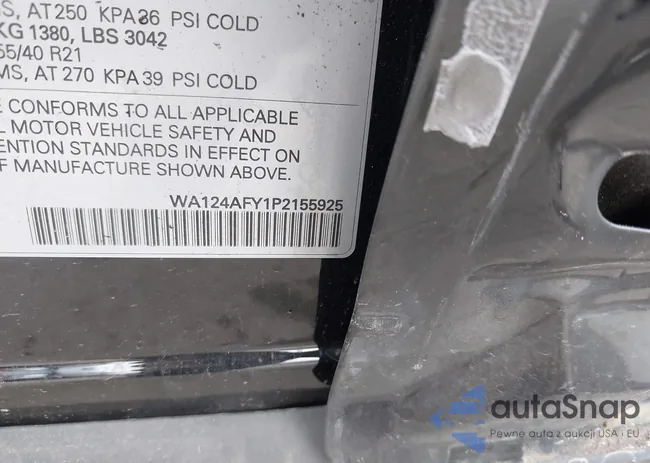 S, AT 250 KPA 36 PSI COLD
KG 1380, LBS 3042
55/40 R21
MS, AT 270 KPA 39 PSI COLD
E CONFORMS TO ALL APPLICABLE
L MOTOR VEHICLE SAFETY AND
ENTION STANDARDS IN EFFECT ON
OF MANUFACTURE SHOWN ABOVE.
WA124AFY1P2155925
autaSnap
Pewne auta z aukcji USA i EU